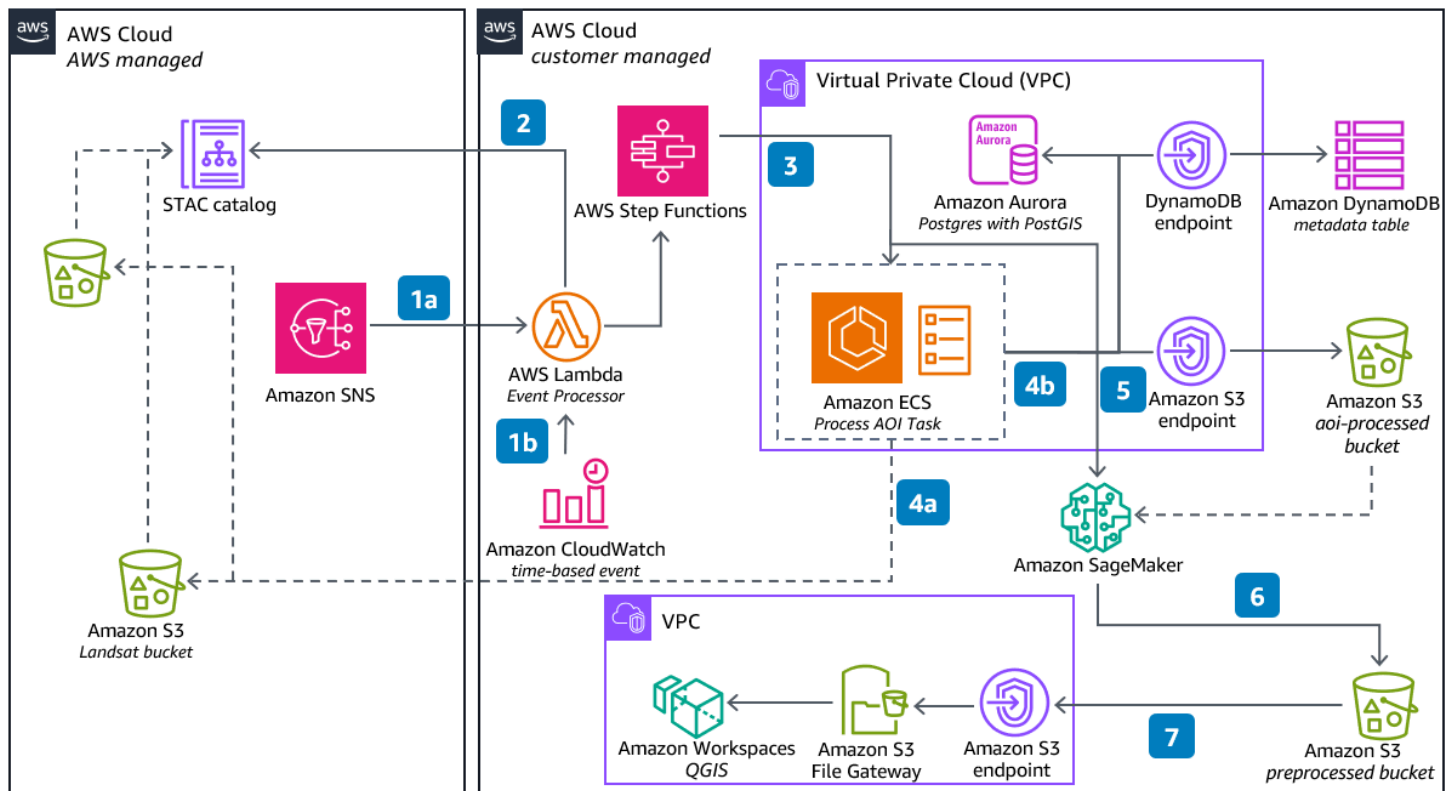 aws
AWS Cloud
AWS managed
aws
AWS Cloud
customer managed
Virtual Private Cloud (VPC)
2
3
Amazon
Aurora
STAC catalog
AWS Step Functions
Amazon Aurora
Postgres with PostGIS
DynamoDB
endpoint
Amazon DynamoDB
metadata table
1a
Amazon SNS
AWS Lambda
Event Processor
1b
Amazon ECS
Process AOI Task
4b
5
Amazon S3
endpoint
Amazon S3
aoi-processed
bucket
4a
Amazon CloudWatch
time-based event
Amazon SageMaker
6
Amazon S3
Landsat bucket
VPC
Amazon Workspaces
QGIS
Amazon S3
File Gateway
Amazon S3
endpoint
7
Amazon S3
preprocessed bucket